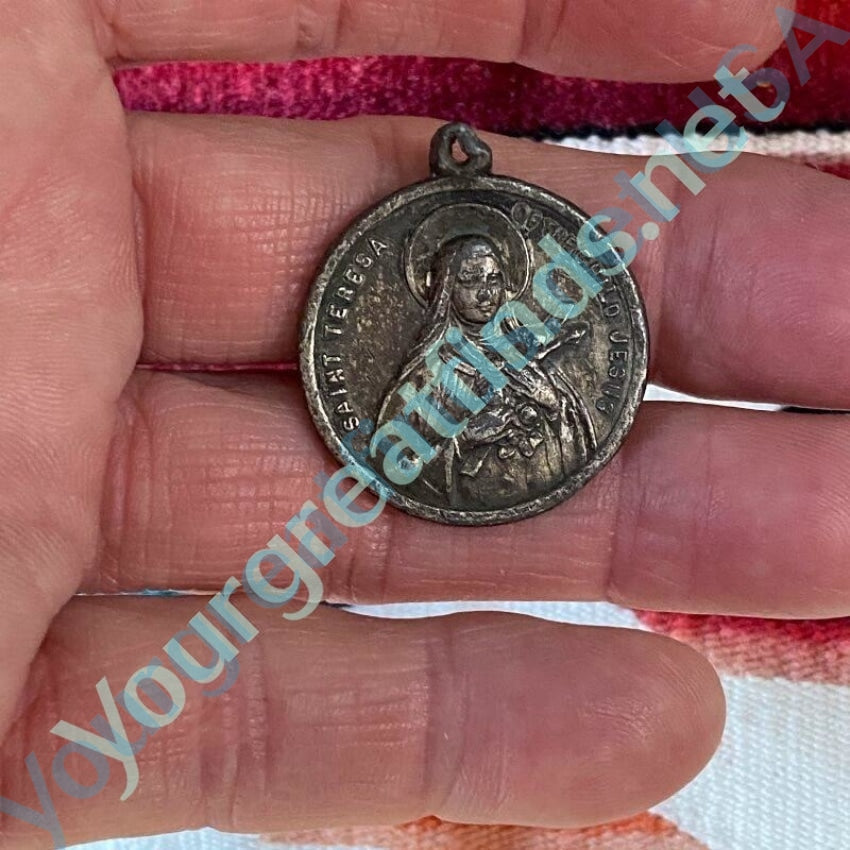 SAINT TERESA
OF THE CHILD JESUS
Yourgreatfinds.net